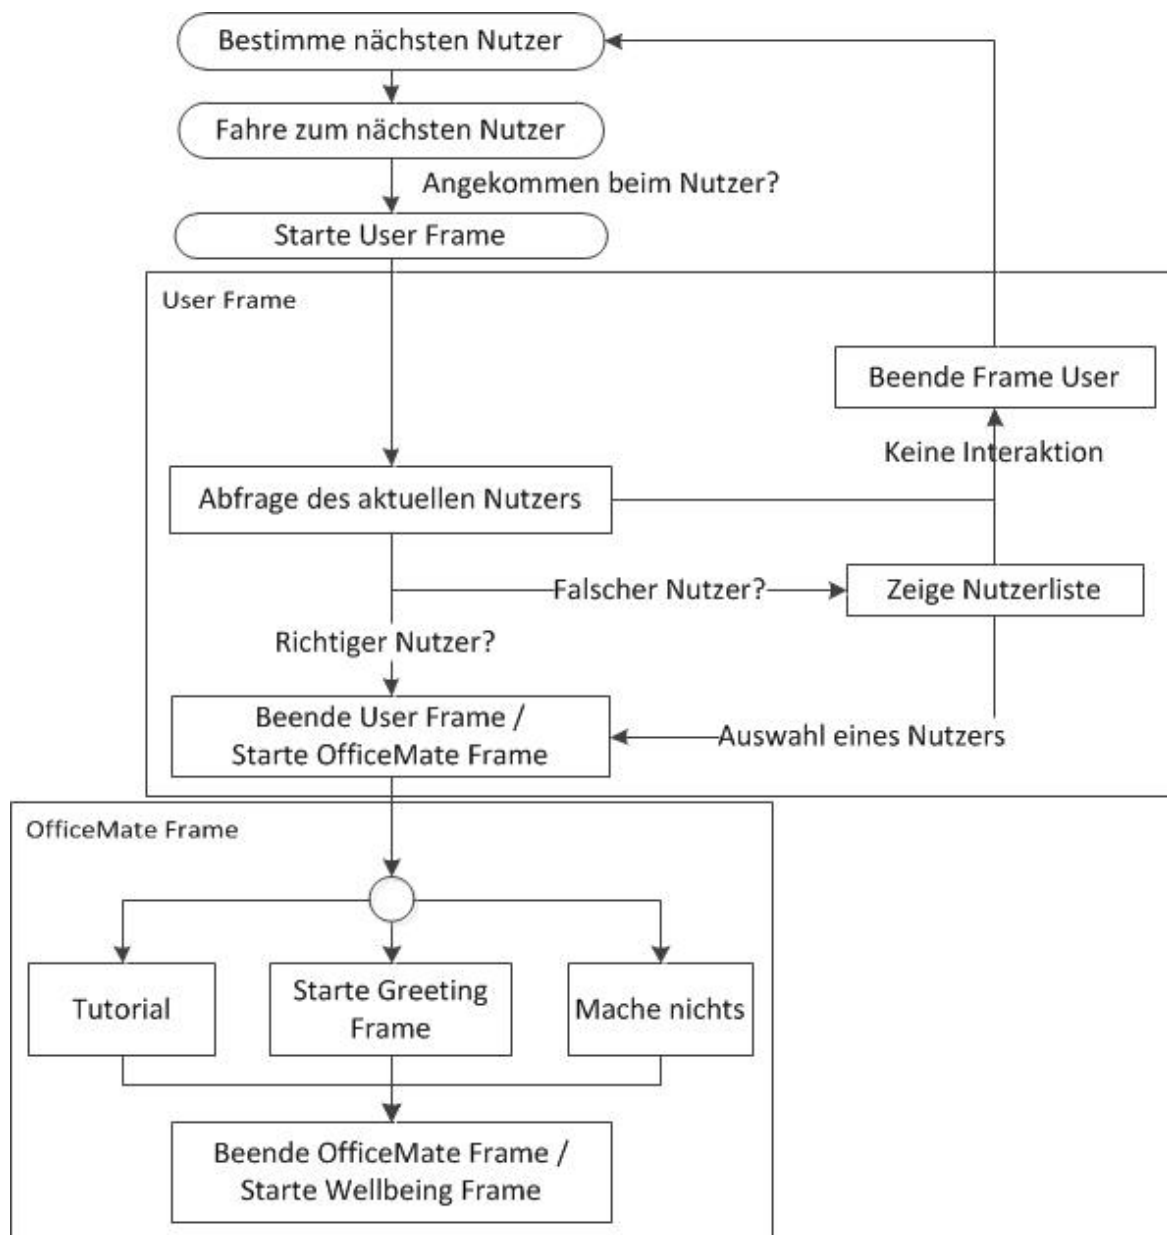 Bestimme nächsten Nutzer
Fahre zum nächsten Nutzer
Angekommen beim Nutzer?
Starte User Frame
User Frame
Beende Frame User
Keine Interaktion
Abfrage des aktuellen Nutzers
Falscher Nutzer?
Zeige Nutzerliste
Richtiger Nutzer?
Beende User Frame /
Starte OfficeMate Frame
Auswahl eines Nutzers
OfficeMate Frame
Tutorial
Starte Greeting
Frame
Mache nichts
Beende OfficeMate Frame /
Starte Wellbeing Frame